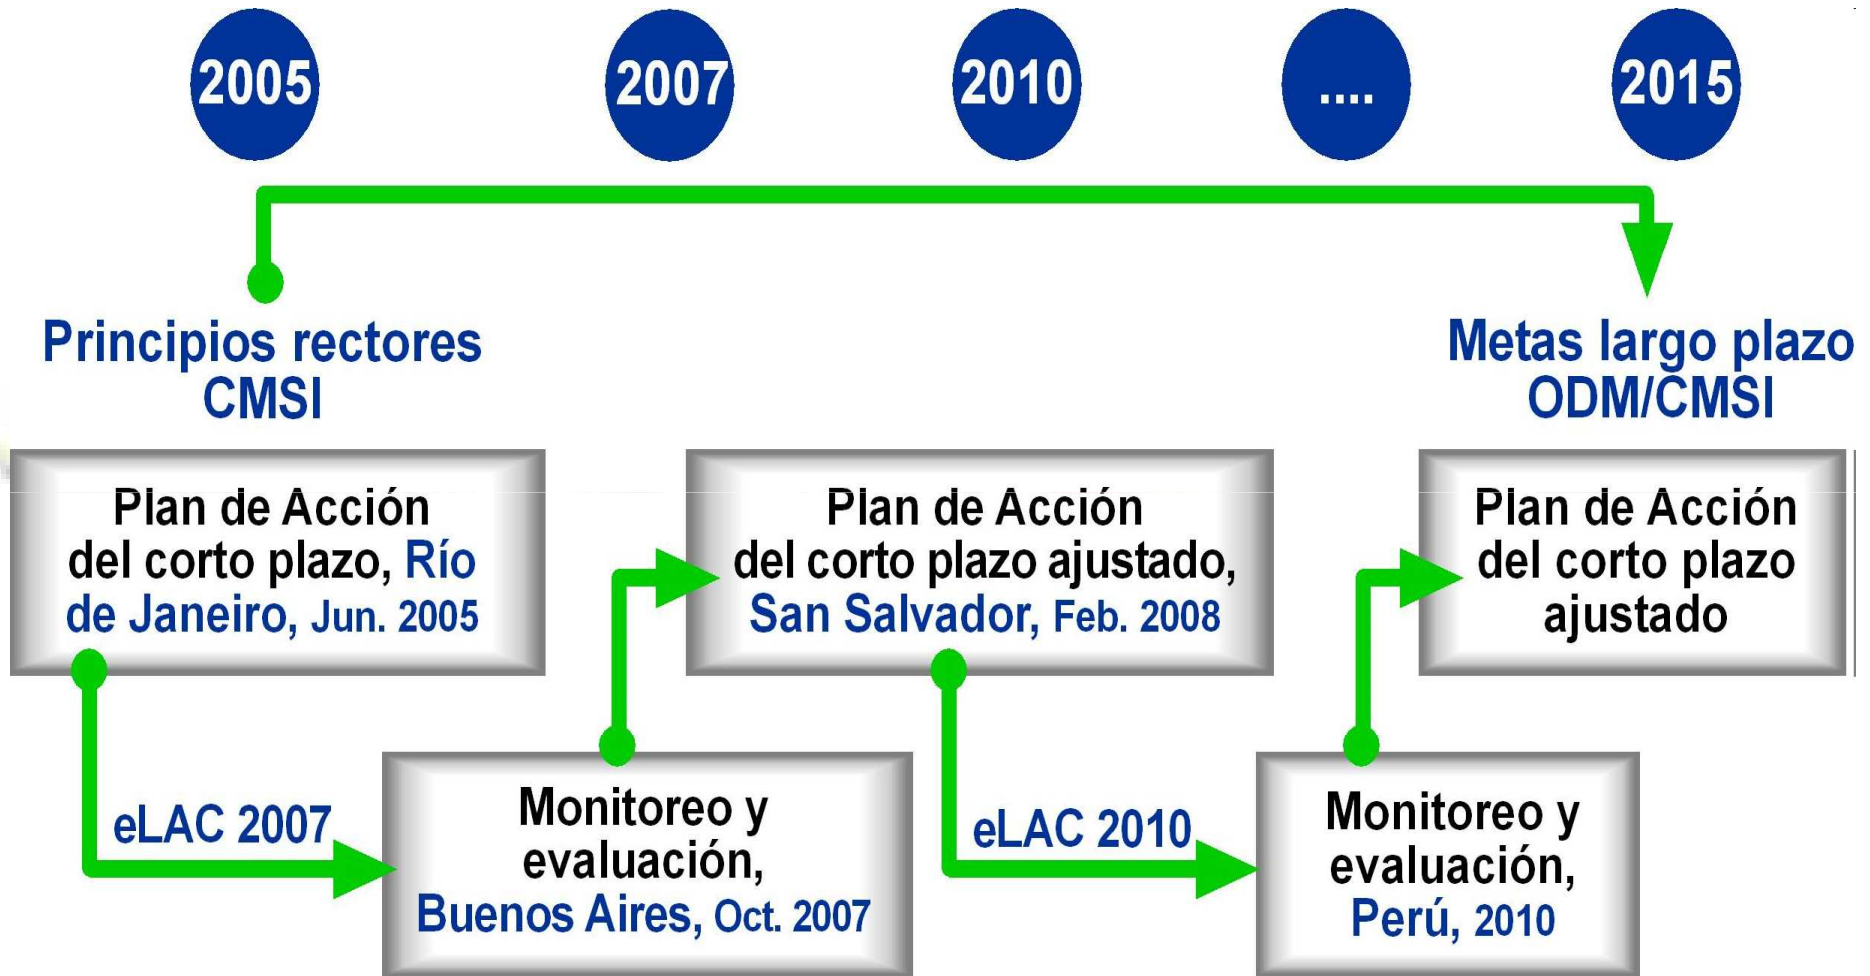 2005
2007
2010
....
2015
Principios rectores
CMSI
Metas largo plazo
ODM/CMSI
Plan de Acción
del corto plazo, Río
de Janeiro, Jun. 2005
Plan de Acción
del corto plazo ajustado,
San Salvador, Feb. 2008
Plan de Acción
del corto plazo
ajustado
eLAC 2007
Monitoreo y
evaluación,
Buenos Aires, Oct. 2007
eLAC 2010
Monitoreo y
evaluación,
Perú, 2010